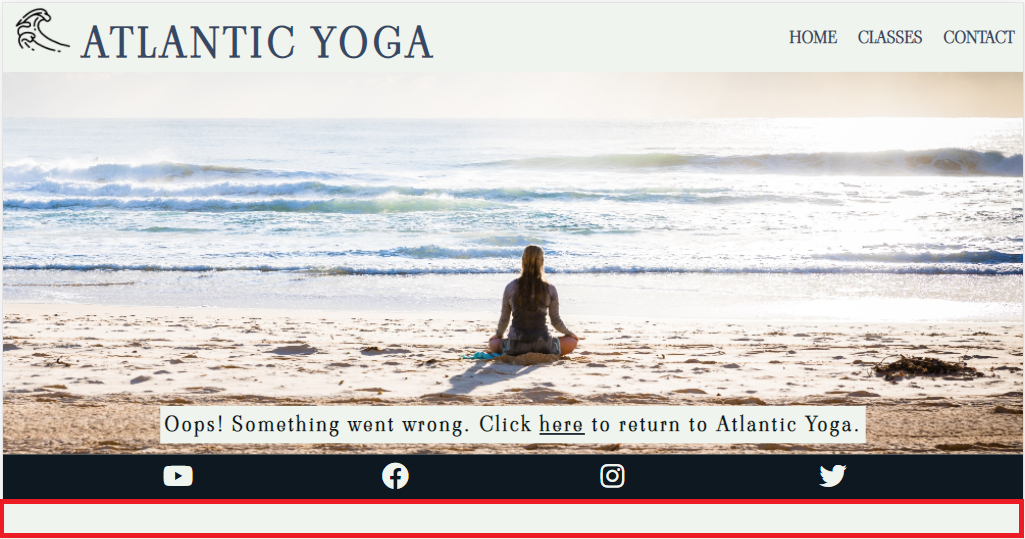 ATLANTIC YOGA
HOME CLASSES CONTACT
Oops! Something went wrong. Click here to return to Atlantic Yoga.